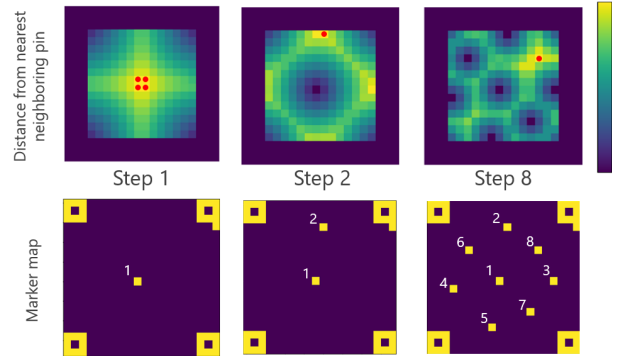 Distance from nearest
neighboring pin
Step 1
Step 2
Step 8
Marker map
1
2
1
2
6
8
4
1
3
5
7